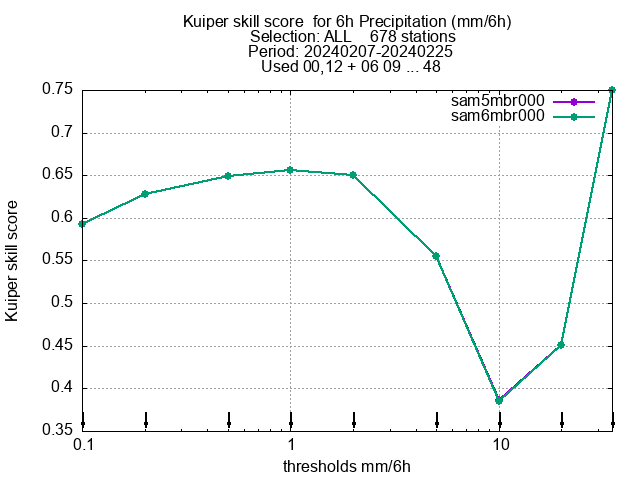 Kuiper skill score  for 6h Precipitation (mm/6h)
Selection: ALL    678 stations
Period: 20240207-20240225
Used 00,12 + 06 09 ... 48
sam5mbr000
sam6mbr000
0.75
0.7
0.65
0.6
0.55
0.5
0.45
0.4
0.35
Kuiper skill score
0.1
1
10
thresholds mm/6h